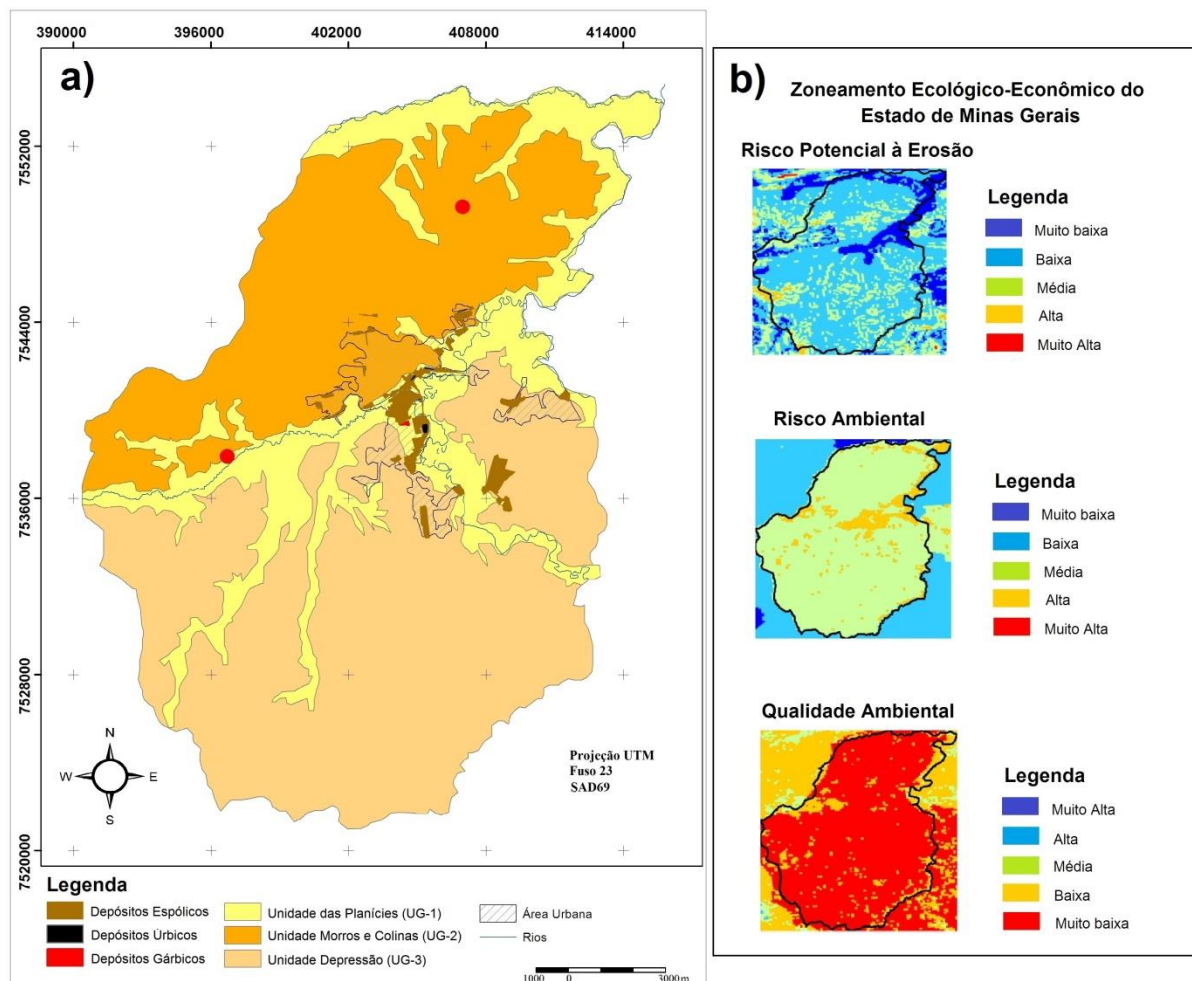 390000 396000 402000 408000 414000
a)
7552000
7544000
7536000
7528000
7520000
N
W E
S
Projeção UTM
Fuso 23
SAD69
Legenda
Depósitos Espólicos
Depósitos Úrbicos
Depósitos Gárbicos
Unidade das Planícies (UG-1)
Unidade Morros e Colinas (UG-2)
Unidade Depressão (UG-3)
Área Urbana
Rios
1000 0 3000m
b)
Zoneamento Ecológico-Econômico do
Estado de Minas Gerais
Risco Potencial à Erosão
Legenda
Muito baixa
Baixa
Média
Alta
Muito Alta
Risco Ambiental
Legenda
Muito baixa
Baixa
Média
Alta
Muito Alta
Qualidade Ambiental
Legenda
Muito Alta
Alta
Média
Baixa
Muito baixa